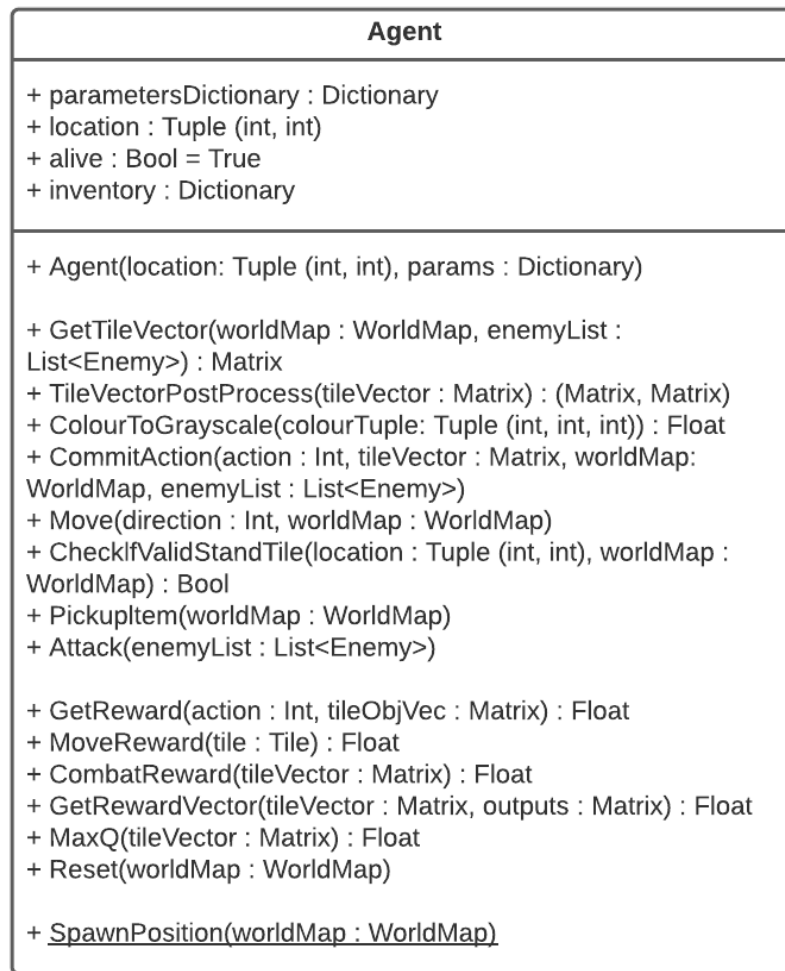 Agent
+ parametersDictionary : Dictionary
+ location : Tuple (int, int)
+ alive : Bool = True
+ inventory : Dictionary
+ Agent(location: Tuple (int, int), params : Dictionary)
+ GetTileVector(worldMap : WorldMap, enemyList :
List<Enemy>) : Matrix
+ TileVectorPostProcess(tileVector : Matrix) : (Matrix, Matrix)
+ ColourToGrayscale(colourTuple: Tuple (int, int, int)) : Float
+ CommitAction(action : Int, tileVector : Matrix, worldMap:
WorldMap, enemyList : List<Enemy>)
+ Move(direction : Int, worldMap : WorldMap)
+ CheckIfValidStandTile(location : Tuple (int, int), worldMap :
WorldMap) : Bool
+ PickupItem(worldMap : WorldMap)
+ Attack(enemyList : List<Enemy>)
+ GetReward(action : Int, tileObjVec : Matrix) : Float
+ MoveReward(tile : Tile) : Float
+ CombatReward(tileVector : Matrix) : Float
+ GetRewardVector(tileVector : Matrix, outputs : Matrix) : Float
+ MaxQ(tileVector : Matrix) : Float
+ Reset(worldMap : WorldMap)
+ SpawnPosition(worldMap : WorldMap)